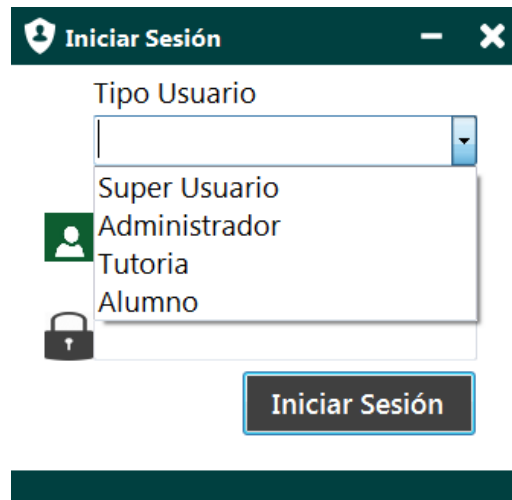 Iniciar Sesión
Tipo Usuario
Super Usuario
Administrador
Tutoria
Alumno
Iniciar Sesión